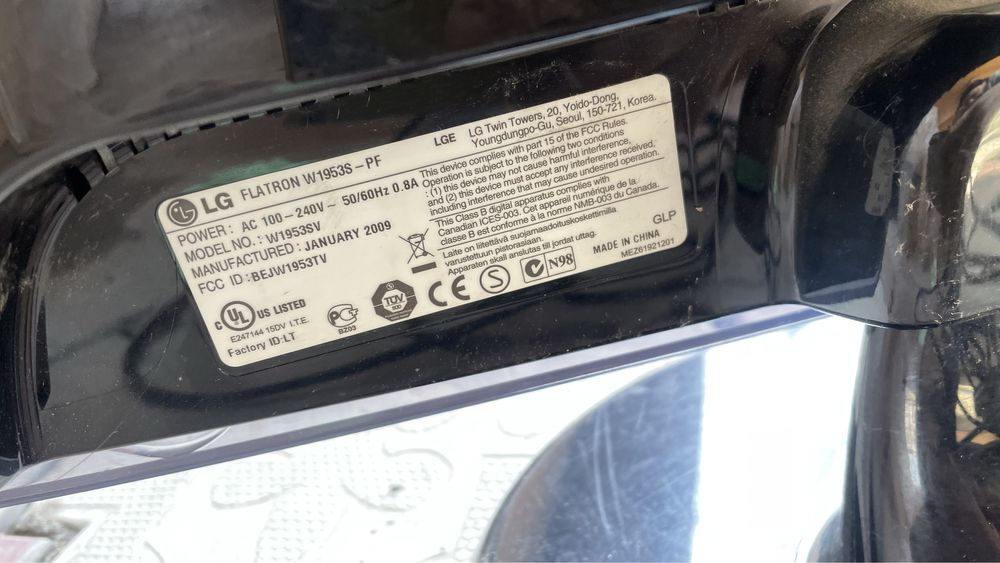 LG FLATRON W1953S-PF
POWER : AC 100-240V~ 50/60Hz 0.8A
MODEL NO. : W1953SV
MANUFACTURED : JANUARY 2009
FCC ID : BEJW1953TV
C UL US LISTED
E247144 15DV I.T.E.
Factory ID:LT
PC
BZ03
TÜV
CE
S
N98
LGE LG Twin Towers, 20, Yoido-Dong,
Youngdungpo-Gu, Seoul, 150-721, Korea.
This device complies with part 15 of the FCC Rules.
Operation is subject to the following two conditions
: (1) this device may not cause harmful interference,
and (2) this device must accept any interference received,
including interference that may cause undesired operation.
This Class B digital apparatus complies with
Canadian ICES-003. Cet appareil numérique de la
classe B est conforme à la norme NMB-003 du Canada.
Laite on liitettävä suojamaadoituskoskettimilla
varustettuun pistorasiaan.
Apparaten skall anslutas till jordat uttag.
GLP
MADE IN CHINA
MEZ61921201